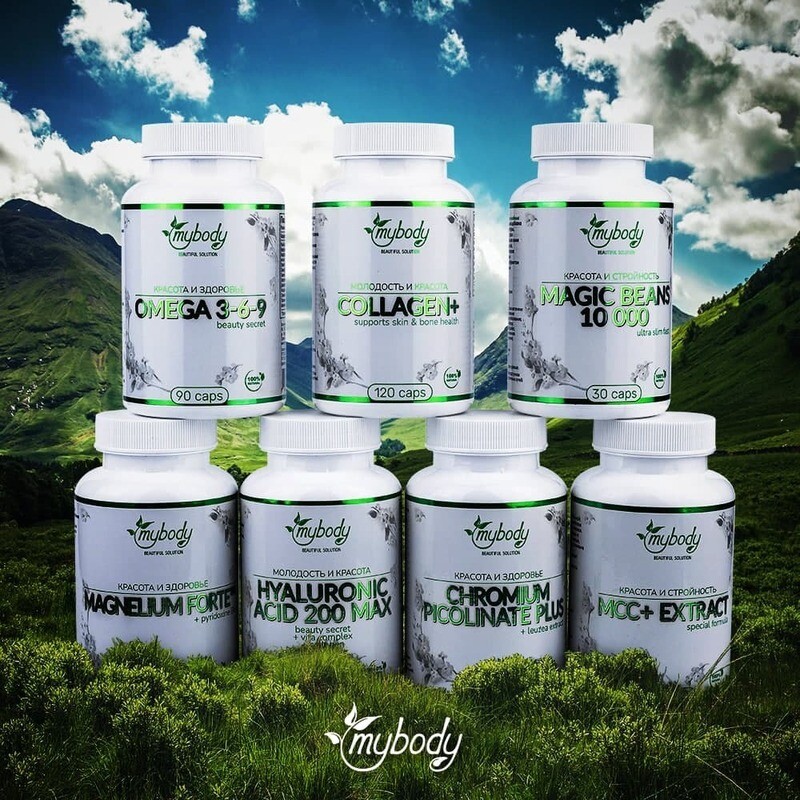 mybody
BEAUTIFUL SOLUTION
КРАСОТА И ЗДОРОВЬЕ
OMEGA 3-6-9
beauty secret
100%
90 caps
mybody
BEAUTIFUL SOLUTION
МОЛОДОСТЬ И КРАСОТА
COLLAGEN+
supports skin & bone health
100%
120 caps
mybody
BEAUTIFUL SOLUTION
КРАСОТА И СТРОЙНОСТЬ
MAGIC BEANS
10 000
ultra slim fast
100%
30 caps
mybody
BEAUTIFUL SOLUTION
КРАСОТА И ЗДОРОВЬЕ
MAGNELIUM FORTE
+ pyridoxine
mybody
BEAUTIFUL SOLUTION
МОЛОДОСТЬ И КРАСОТА
HYALURONIC
ACID 200 MAX
beauty secret
+ vita complex
mybody
BEAUTIFUL SOLUTION
КРАСОТА И ЗДОРОВЬЕ
CHROMIUM
PICOLINATE PLUS
+ leuzea extract
mybody
BEAUTIFUL SOLUTION
КРАСОТА И СТРОЙНОСТЬ
MCC+ EXTRACT
special formula
mybody